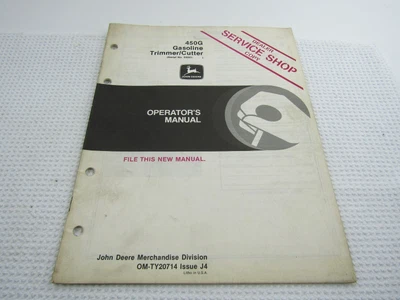 450G
Gasoline
Trimmer/Cutter
DEALER
SERVICE SHOP
COPY
JOHN DEERE
OPERATOR'S
MANUAL
FILE THIS NEW MANUAL.
John Deere Merchandise Division
OM-TY20714 Issue J4
Litho in U.S.A.